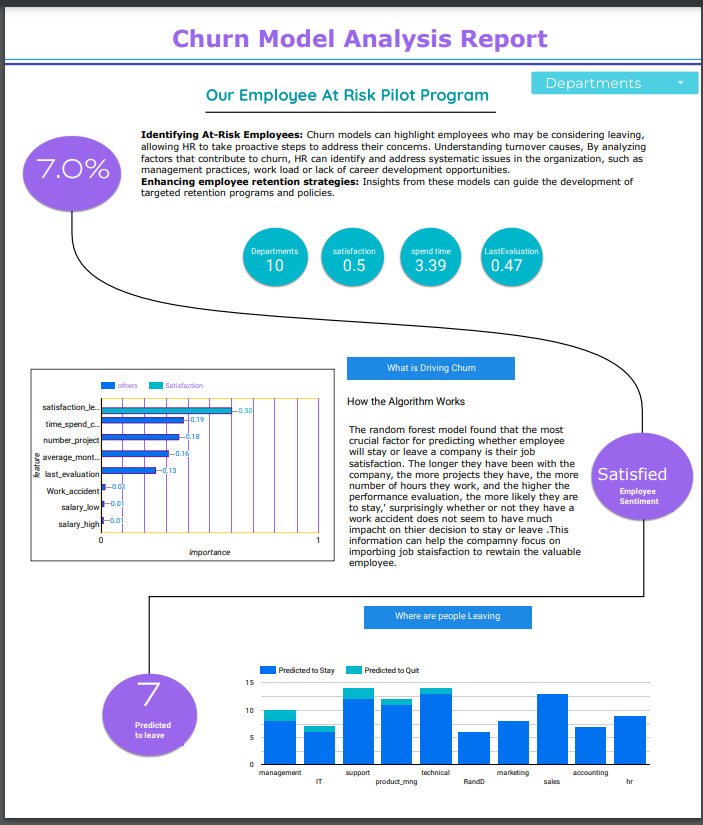 Churn Model Analysis Report
Departments
Our Employee At Risk Pilot Program
7.0%
Identifying At-Risk Employees: Churn models can highlight employees who may be considering leaving,
allowing HR to take proactive steps to address their concerns. Understanding turnover causes, By analyzing
factors that contribute to churn, HR can identify and address systematic issues in the organization, such as
management practices, work load or lack of career development opportunities.
Enhancing employee retention strategies: Insights from these models can guide the development of
targeted retention programs and policies.
Departments
10
satisfaction
0.5
spend time
3.39
LastEvaluation
0.47
others
Satisfaction
feature
satisfaction_le...
0.30
time_spend_c...
0.19
number_project
0.18
average_mont...
0.16
last_evaluation
0.13
Work_accident
0.01
salary_low
0.01
salary_high
0.01
0
1
importance
What is Driving Churn
How the Algorithm Works
The random forest model found that the most
crucial factor for predicting whether employee
will stay or leave a company is their job
satisfaction. The longer they have been with the
company, the more projects they have, the more
number of hours they work, and the higher the
performance evaluation, the more likely they are
to stay,' surprisingly whether or not they have a
work accident does not seem to have much
impacht on thier decision to stay or leave .This
information can help the compamny focus on
imporbing job staisfaction to rewtain the valuable
employee.
Satisfied
Employee
Sentiment
Where are people Leaving
7
Predicted
to leave
Predicted to Stay
Predicted to Quit
15
10
5
0
management
IT
support
product_mng
technical
RandD
marketing
sales
accounting
hr